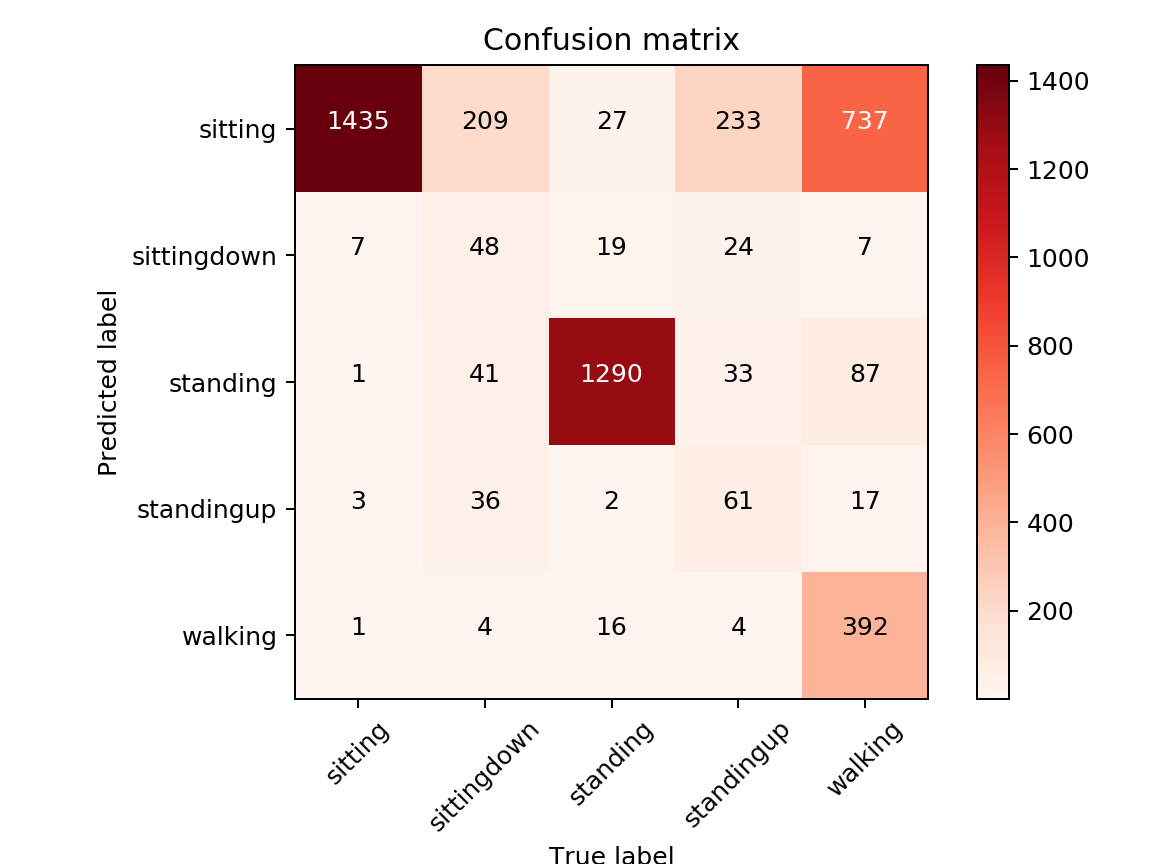 Confusion matrix
sitting 1435 209 27 233 737
sittingdown 7 48 19 24 7
standing 1 41 1290 33 87
standingup 3 36 2 61 17
walking 1 4 16 4 392
Predicted label
sitting sittingdown standing standingup walking
True label
1400
1200
1000
800
600
400
200